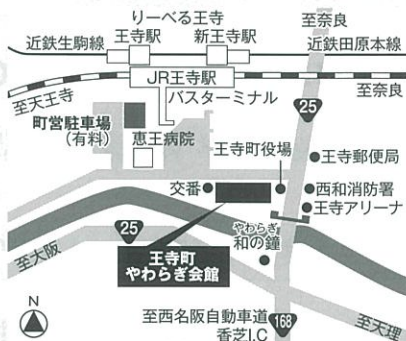 りーべる王寺
至奈良
近鉄生駒線
王寺駅
新王寺駅
近鉄田原本線
JR王寺駅
至天王寺
バスターミナル
至奈良
25
町営駐車場
(有料)
恵王病院
王寺町役場
王寺郵便局
交番
西和消防署
王寺アリーナ
25
やわらぎ
和の鐘
至大阪
王寺町
やわらぎ会館
N
至西名阪自動車道
香芝I.C
168
至天理